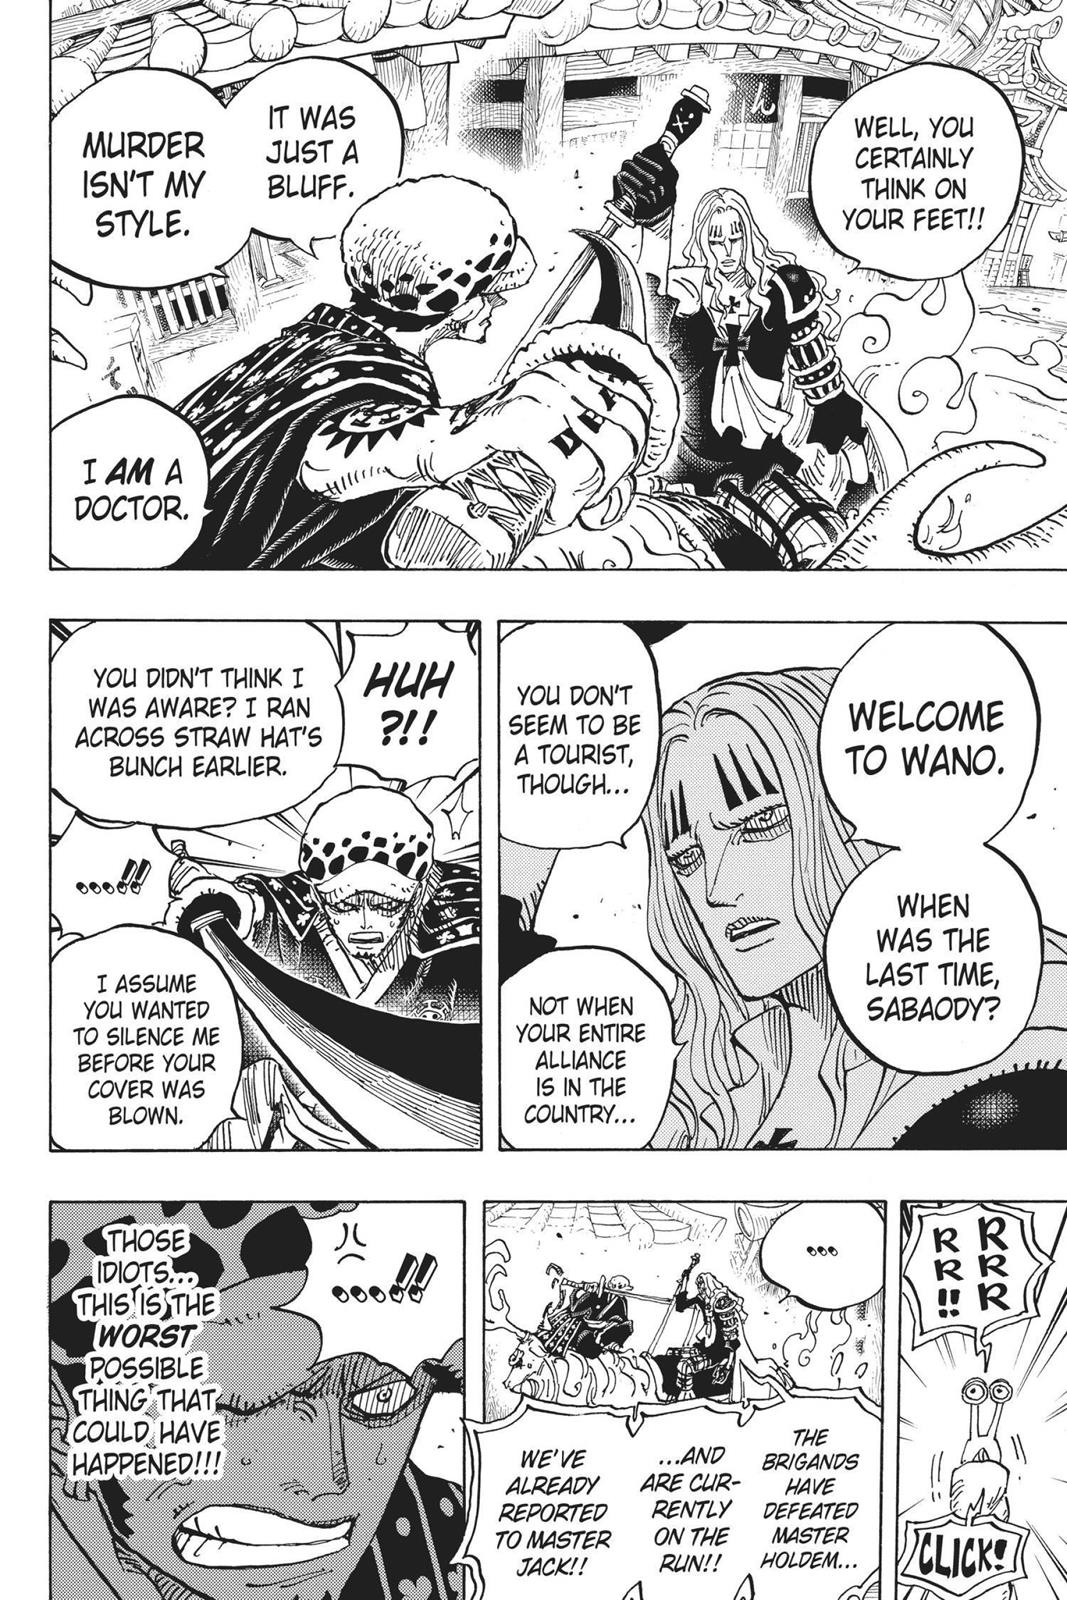 WELL, YOU
CERTAINLY
THINK ON
YOUR FEET!!
ん
IT WAS
JUST A
BLUFF.
MURDER
ISN'T MY
STYLE.
I AM A
DOCTOR.
WELCOME
TO WANO.
WHEN
WAS THE
LAST TIME,
SABAODY?
YOU DON'T
SEEM TO BE
A TOURIST,
THOUGH...
NOT WHEN
YOUR ENTIRE
ALLIANCE
IS IN THE
COUNTRY...
HUH
?!!
YOU DIDN'T THINK I
WAS AWARE? I RAN
ACROSS STRAW HAT'S
BUNCH EARLIER.
...!!
I ASSUME
YOU WANTED
TO SILENCE ME
BEFORE YOUR
COVER WAS
BLOWN.
RRR
RR!!
CLICK!
...
THE
BRIGANDS
HAVE
DEFEATED
MASTER
HOLDEM...
...AND
ARE CUR-
RENTLY
ON THE
RUN!!
WE'VE
ALREADY
REPORTED
TO MASTER
JACK!!
...!!
THOSE
IDIOTS...
THIS IS THE
WORST
POSSIBLE
THING THAT
COULD HAVE
HAPPENED!!!